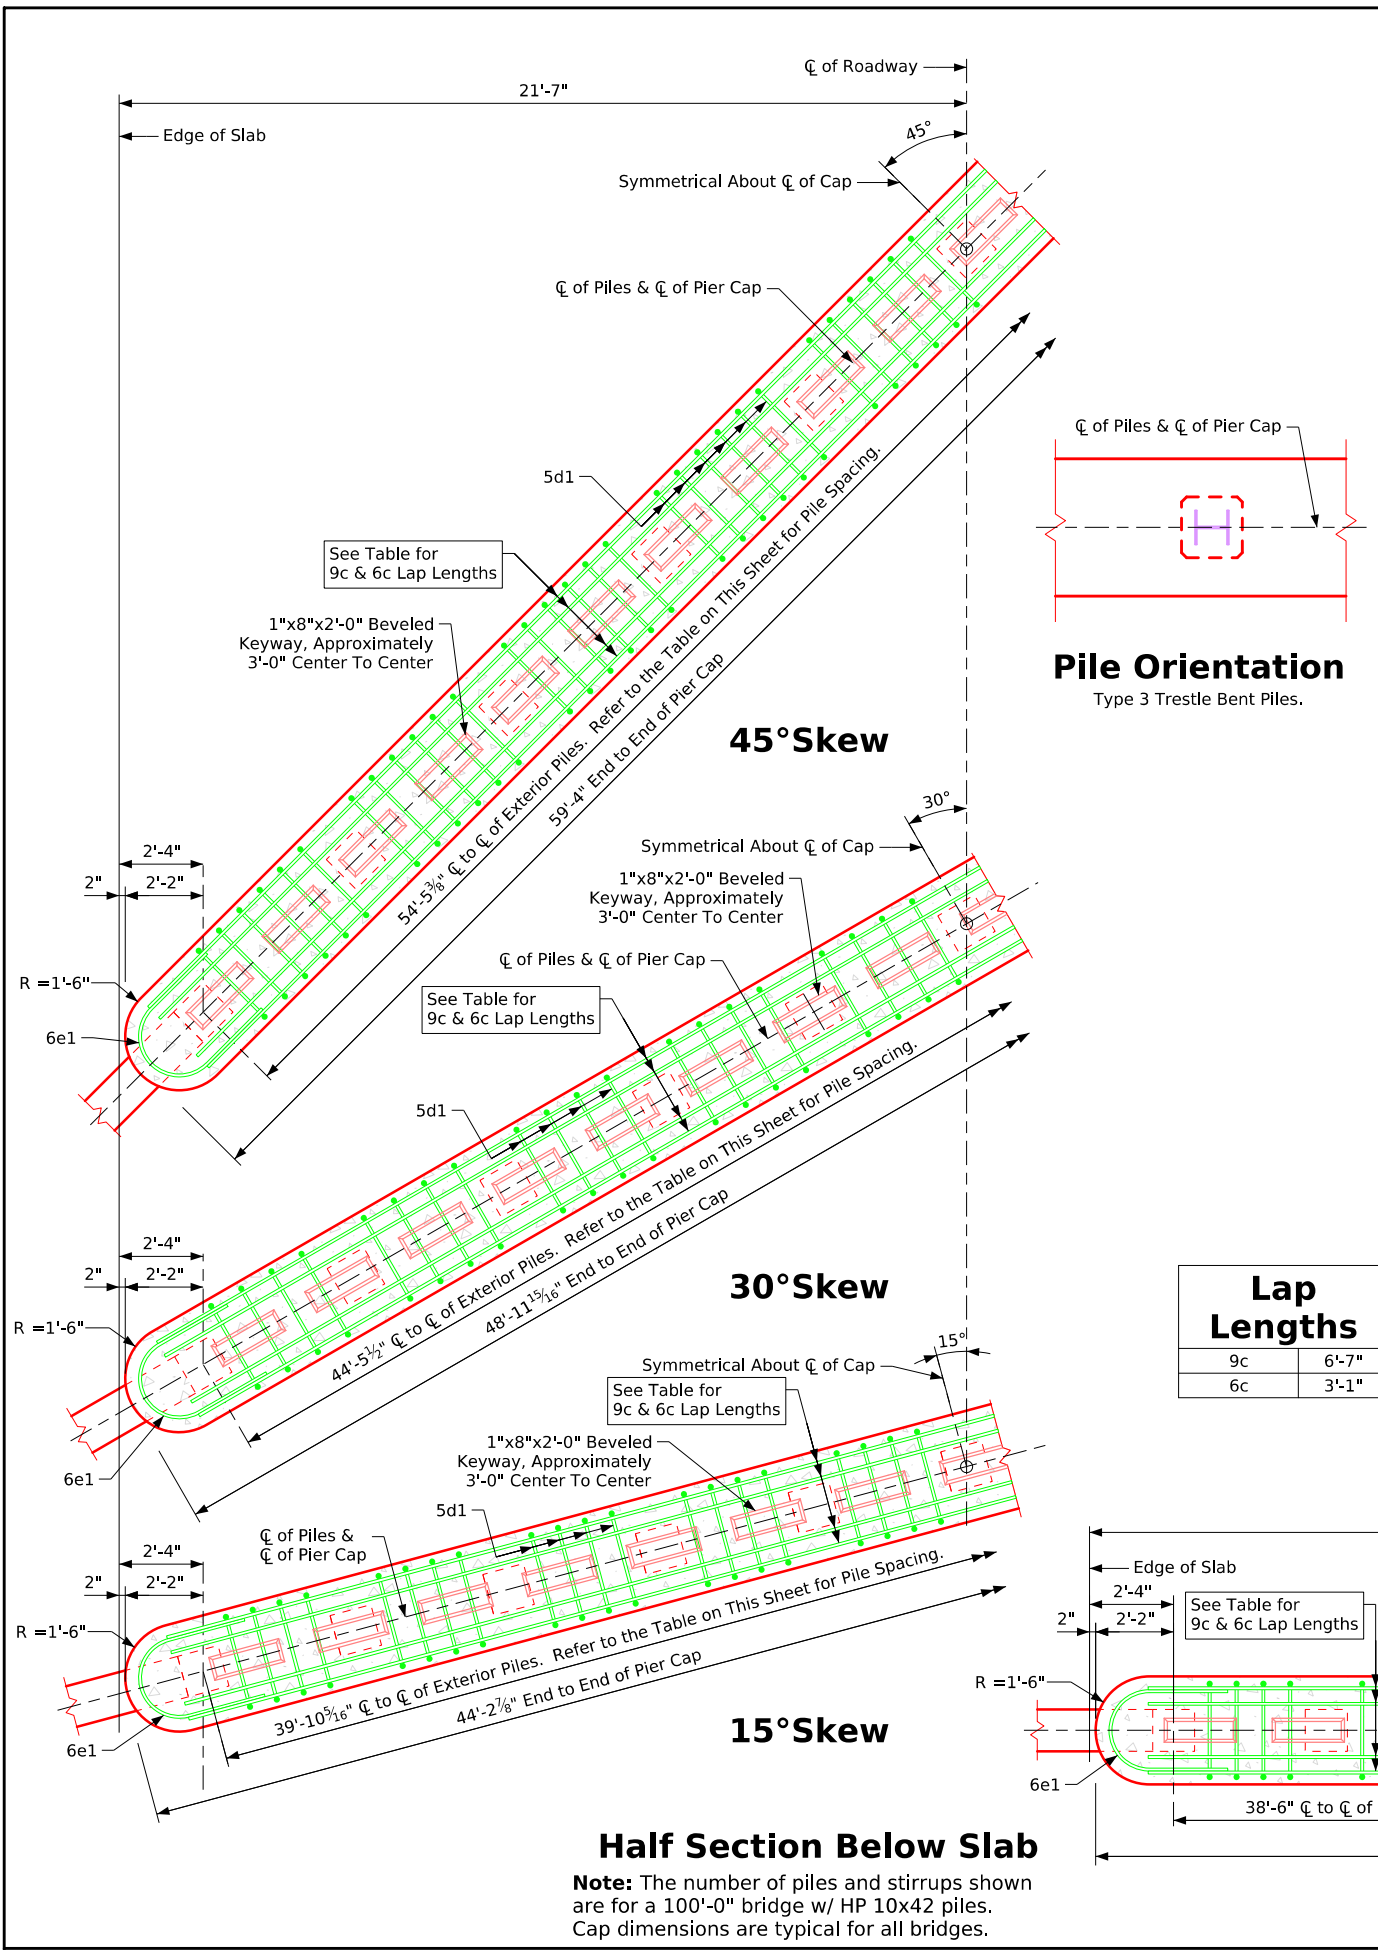 ℄ of Roadway
21'-7"
Edge of Slab
45°
Symmetrical About ℄ of Cap
℄ of Piles & ℄ of Pier Cap
5d1
See Table for
9c & 6c Lap Lengths
1"x8"x2'-0" Beveled
Keyway, Approximately
3'-0" Center To Center
54'-5⅜" ℄ to ℄ of Exterior Piles. Refer to the Table on This Sheet for Pile Spacing.
59'-4" End to End of Pier Cap
45°Skew
2'-4"
2"
2'-2"
R =1'-6"
6e1
℄ of Piles & ℄ of Pier Cap
Pile Orientation
Type 3 Trestle Bent Piles.
30°
Symmetrical About ℄ of Cap
1"x8"x2'-0" Beveled
Keyway, Approximately
3'-0" Center To Center
℄ of Piles & ℄ of Pier Cap
See Table for
9c & 6c Lap Lengths
5d1
44'-5½" ℄ to ℄ of Exterior Piles. Refer to the Table on This Sheet for Pile Spacing.
48'-11 15/16" End to End of Pier Cap
30°Skew
2'-4"
2"
2'-2"
R =1'-6"
6e1
Lap
Lengths
9c 6'-7"
6c 3'-1"
15°
Symmetrical About ℄ of Cap
See Table for
9c & 6c Lap Lengths
1"x8"x2'-0" Beveled
Keyway, Approximately
3'-0" Center To Center
5d1
℄ of Piles &
℄ of Pier Cap
39'-10 5/16" ℄ to ℄ of Exterior Piles. Refer to the Table on This Sheet for Pile Spacing.
44'-2⅞" End to End of Pier Cap
15°Skew
2'-4"
2"
2'-2"
R =1'-6"
6e1
Edge of Slab
2'-4"
2"
2'-2"
See Table for
9c & 6c Lap Lengths
R =1'-6"
6e1
38'-6" ℄ to ℄ of
Half Section Below Slab
Note: The number of piles and stirrups shown
are for a 100'-0" bridge w/ HP 10x42 piles.
Cap dimensions are typical for all bridges.